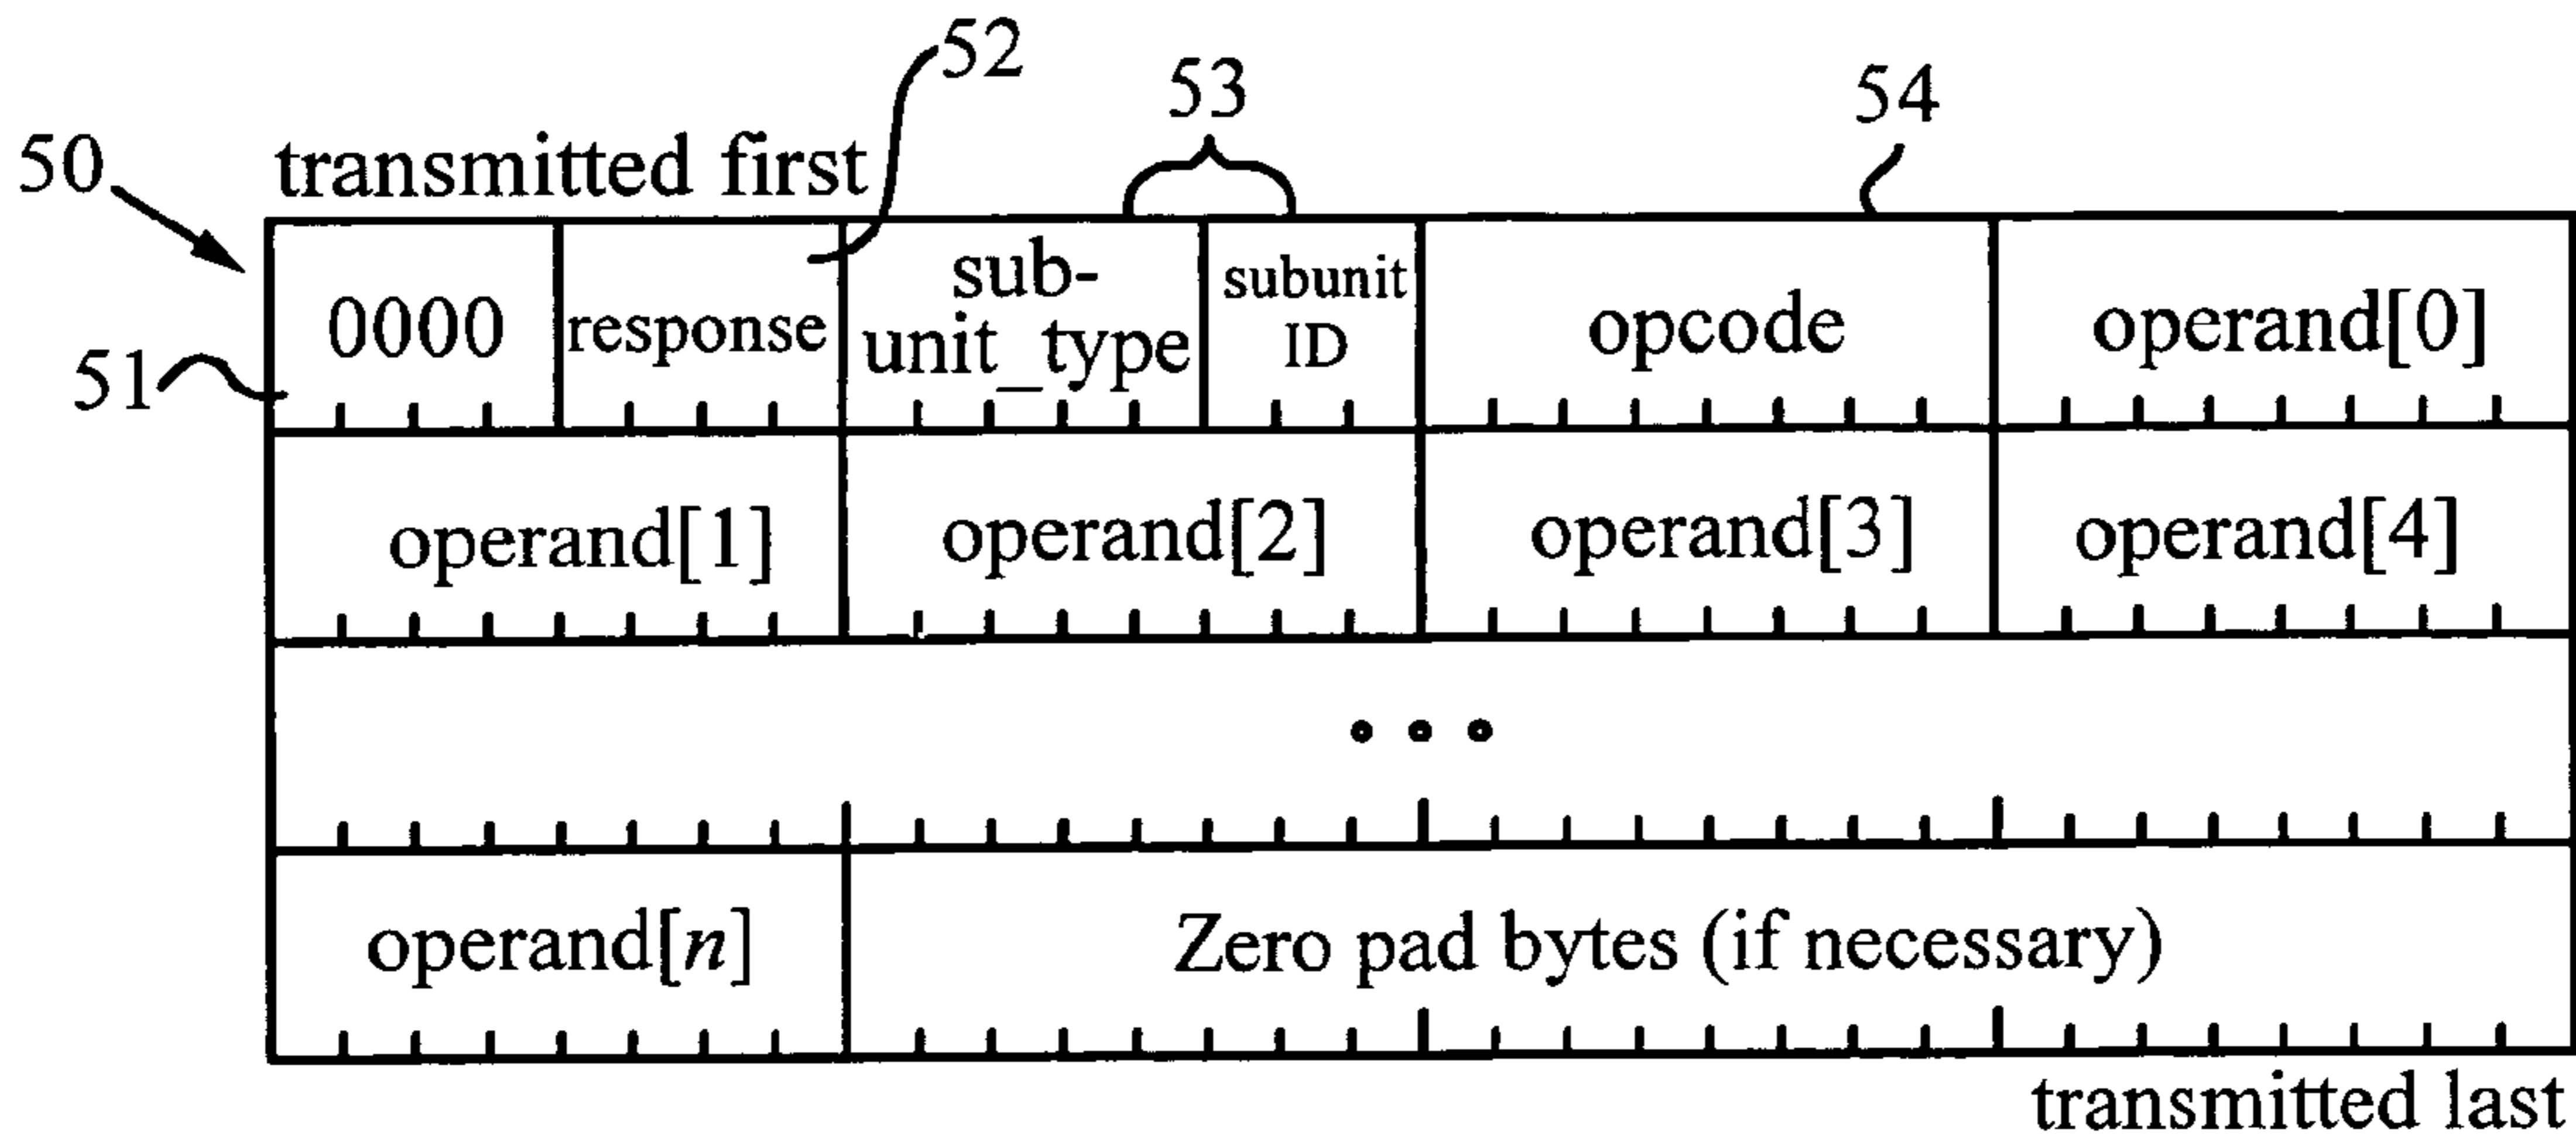 52
53
54
50
transmitted first
51
0000
response
sub-
unit_type
subunit
ID
opcode
operand[0]
operand[1]
operand[2]
operand[3]
operand[4]
operand[n]
Zero pad bytes (if necessary)
transmitted last